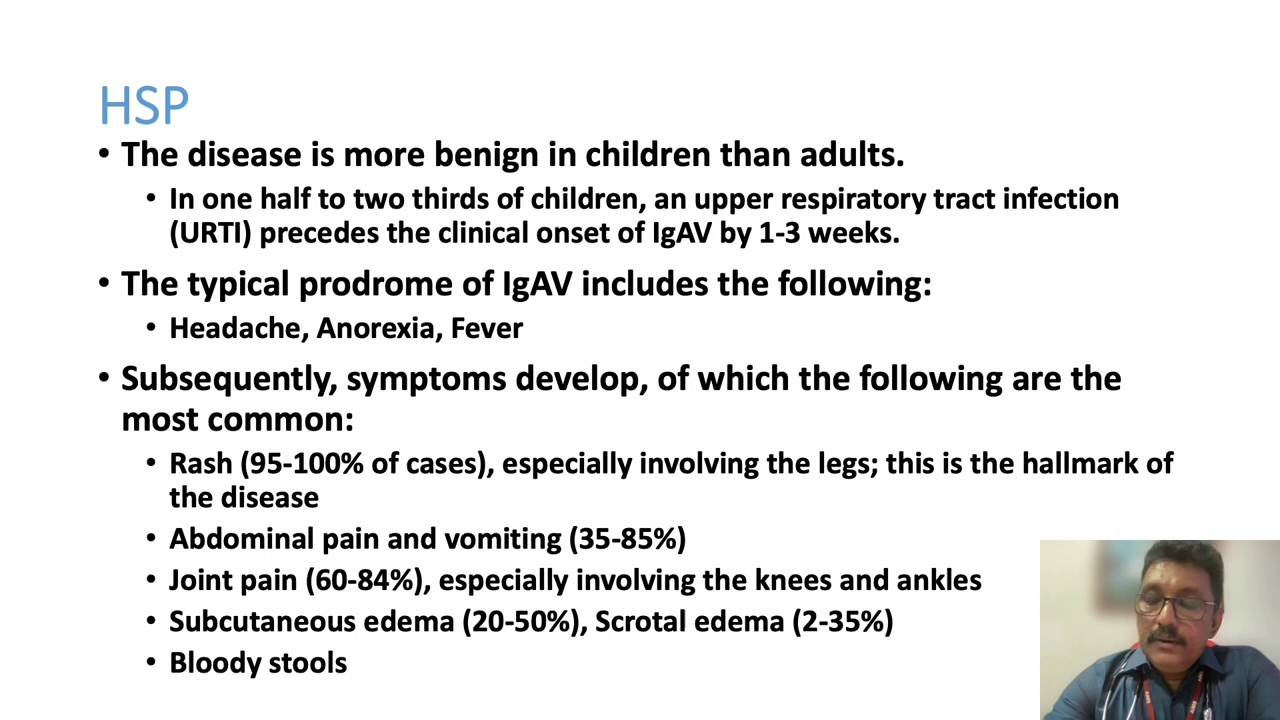 HSP
• The disease is more benign in children than adults.
• In one half to two thirds of children, an upper respiratory tract infection
(URTI) precedes the clinical onset of IgAV by 1-3 weeks.
• The typical prodrome of IgAV includes the following:
• Headache, Anorexia, Fever
• Subsequently, symptoms develop, of which the following are the
most common:
• Rash (95-100% of cases), especially involving the legs; this is the hallmark of
the disease
• Abdominal pain and vomiting (35-85%)
• Joint pain (60-84%), especially involving the knees and ankles
• Subcutaneous edema (20-50%), Scrotal edema (2-35%)
• Bloody stools